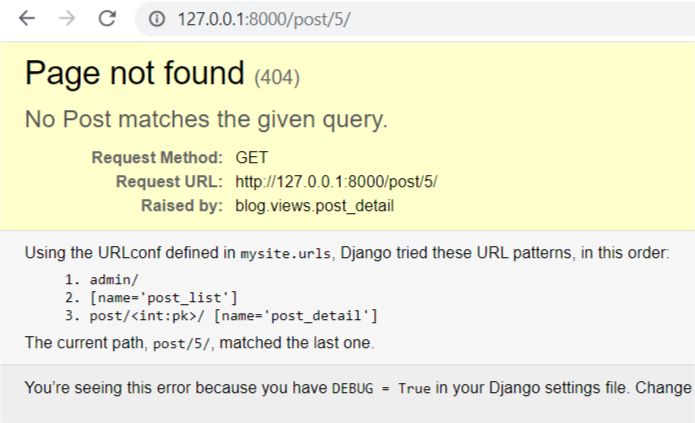 127.0.0.1:8000/post/5/
Page not found (404)
No Post matches the given query.
Request Method: GET
Request URL: http://127.0.0.1:8000/post/5/
Raised by: blog.views.post_detail
Using the URLconf defined in mysite.urls, Django tried these URL patterns, in this order:
1. admin/
2. [name='post_list']
3. post/<int:pk>/ [name='post_detail']
The current path, post/5/, matched the last one.
You’re seeing this error because you have DEBUG = True in your Django settings file. Change